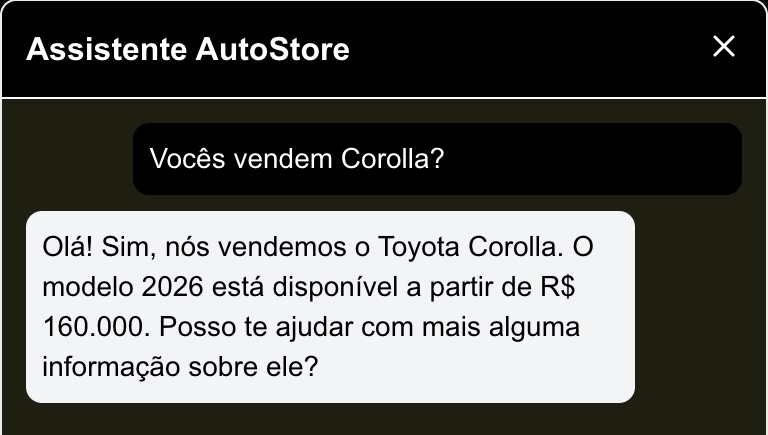 Assistente AutoStore
Vocês vendem Corolla?
Olá! Sim, nós vendemos o Toyota Corolla. O
modelo 2026 está disponível a partir de R$
160.000. Posso te ajudar com mais alguma
informação sobre ele?